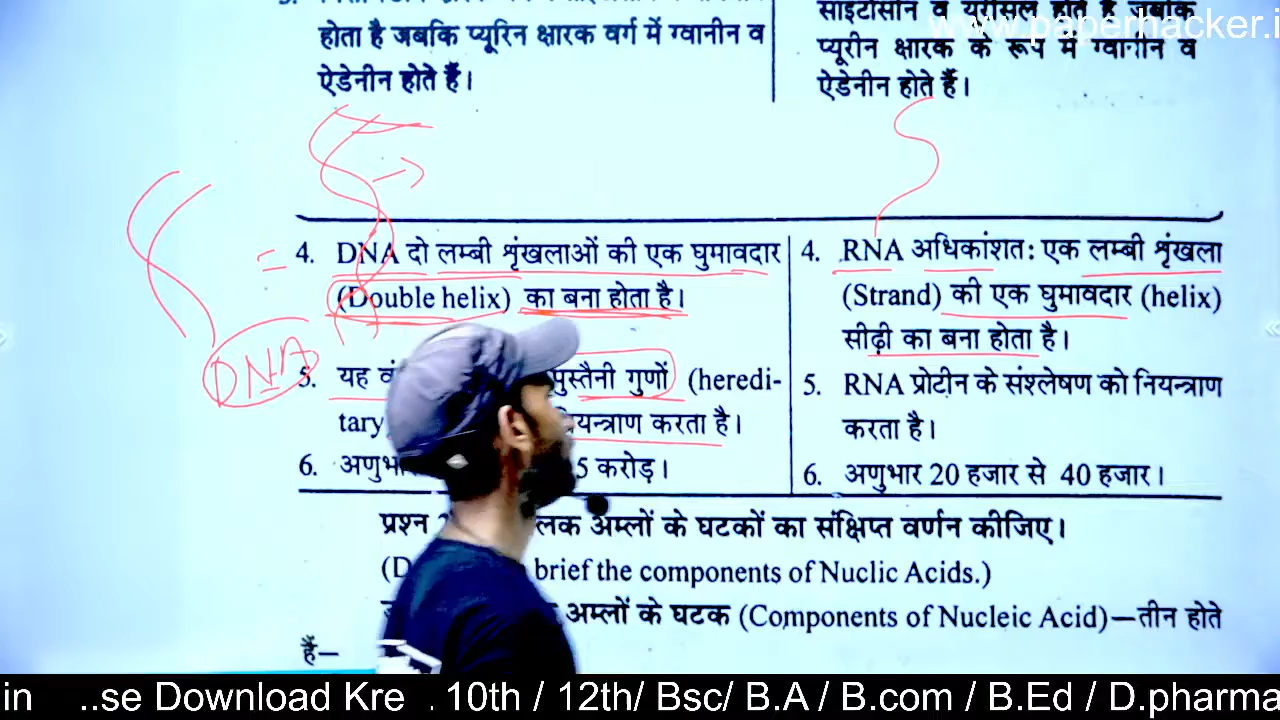 www.paperhacker.i
होता है जबकि प्यूरिन क्षारक वर्ग में ग्वानीन व
ऐडेनीन होते हैं।
साइटोसीन व यूरीसिल होते हैं जबकि
प्यूरीन क्षारक के रूप में ग्वानीन व
ऐडेनीन होते हैं।
4. DNA दो लम्बी शृंखलाओं की एक घुमावदार
(Double helix) का बना होता है।
DNA
5. यह पुस्तैनी गुणों (heredi-
tary नियन्त्राण करता है।
6. 5 करोड़।
4. RNA अधिकांशतः एक लम्बी शृंखला
(Strand) की एक घुमावदार (helix)
सीढ़ी का बना होता है।
5. RNA प्रोटीन के संश्लेषण को नियन्त्राण
करता है।
6. अणुभार 20 हजार से 40 हजार।
प्रश्न अम्लों के घटकों का संक्षिप्त वर्णन कीजिए।
brief the components of Nuclic Acids.)
अम्लों के घटक (Components of Nucleic Acid)—तीन होते
हैं—
in ..se Download Kre . 10th / 12th/ Bsc/ B.A / B.com / B.Ed / D.pharma